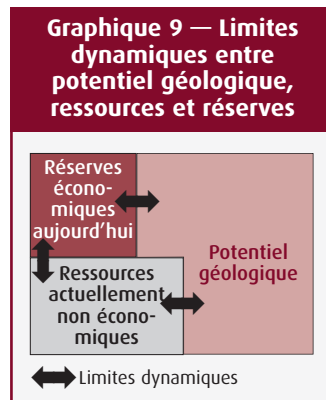 Graphique 9 — Limites
dynamiques entre
potentiel géologique,
ressources et réserves
Réserves
écono-
miques
aujourd’hui
Potentiel
géologique
Ressources
actuellement
non écono-
miques
Limites dynamiques